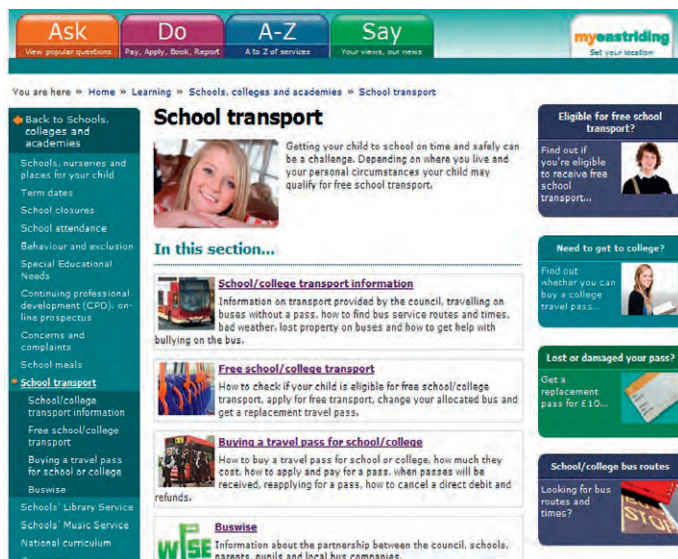 Ask
View popular questions
Do
Pay, Apply, Book, Report
A-Z
A to Z of services
Say
Your views, our news
myeastriding
Set your location
You are here » Home » Learning » Schools, colleges and academies » School transport
Back to Schools,
colleges and
academies
Schools, nurseries and
places for your child
Term dates
School closures
School attendance
Behaviour and exclusion
Special Educational
Needs
Continuing professional
development (CPD), on-
line prospectus
Concerns and
complaints
School meals
School transport
School/college
transport information
Free school/college
transport
Buying a travel pass
for school or college
Buswise
Schools' Library Service
Schools' Music Service
National curriculum
School transport
Getting your child to school on time and safely can
be a challenge. Depending on where you live and
your personal circumstances your child may
qualify for free school transport.
In this section...
School/college transport information
Information on transport provided by the council, travelling on
buses without a pass, how to find bus service routes and times,
bad weather, lost property on buses and how to get help with
bullying on the bus.
Free school/college transport
How to check if your child is eligible for free school/college
transport, apply for free transport, change your allocated bus and
get a replacement travel pass.
Buying a travel pass for school/college
How to buy a travel pass for school or college, how much they
cost, how to apply and pay for a pass, when passes will be
received, reapplying for a pass, how to cancel a direct debit and
refunds.
WISE
Buswise
Information about the partnership between the council, schools,
parents, pupils and local bus companies.
Eligible for free school
transport?
Find out if
you're eligible
to receive free
school
transport...
Need to get to college?
Find out
whether you can
buy a college
travel pass...
Lost or damaged your pass?
Get a
replacement
pass for £10...
School/college bus routes
Looking for bus
routes and
times?
BUS
STOP